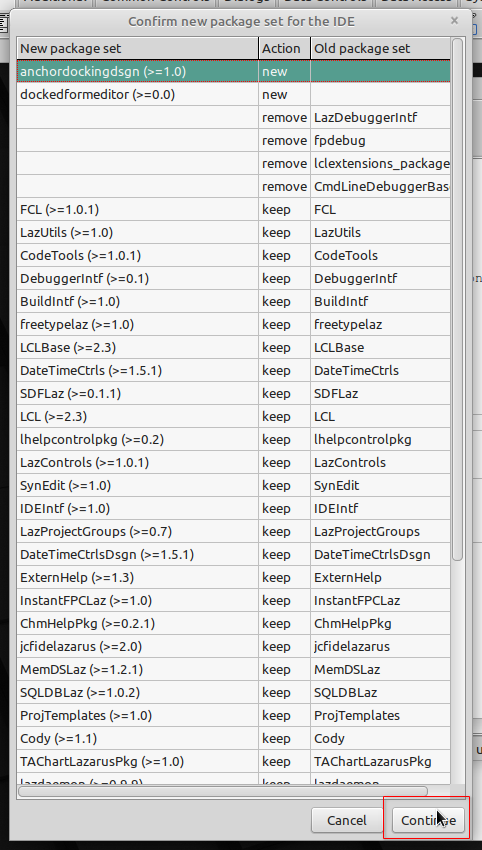 Confirm new package set for the IDE
New package set Action Old package set
anchordockingdsgn (>=1.0) new
dockedformeditor (>=0.0) new
remove LazDebuggerIntf
remove fpdebug
remove lclextensions_package
remove CmdLineDebuggerBas
FCL (>=1.0.1) keep FCL
LazUtils (>=1.0) keep LazUtils
CodeTools (>=1.0.1) keep CodeTools
DebuggerIntf (>=0.1) keep DebuggerIntf
BuildIntf (>=1.0) keep BuildIntf
freetypelaz (>=1.0) keep freetypelaz
LCLBase (>=2.3) keep LCLBase
DateTimeCtrls (>=1.5.1) keep DateTimeCtrls
SDFLaz (>=0.1.1) keep SDFLaz
LCL (>=2.3) keep LCL
lhelpcontrolpkg (>=0.2) keep lhelpcontrolpkg
LazControls (>=1.0.1) keep LazControls
SynEdit (>=1.0) keep SynEdit
IDEIntf (>=1.0) keep IDEIntf
LazProjectGroups (>=0.7) keep LazProjectGroups
DateTimeCtrlsDsgn (>=1.5.1) keep DateTimeCtrlsDsgn
ExternHelp (>=1.3) keep ExternHelp
InstantFPCLaz (>=1.0) keep InstantFPCLaz
ChmHelpPkg (>=0.2.1) keep ChmHelpPkg
jcfidelazarus (>=2.0) keep jcfidelazarus
MemDSLaz (>=1.2.1) keep MemDSLaz
SQLDBLaz (>=1.0.2) keep SQLDBLaz
ProjTemplates (>=1.0) keep ProjTemplates
Cody (>=1.1) keep Cody
TAChartLazarusPkg (>=1.0) keep TAChartLazarusPkg
lazdaemon (>=0.9.9) keep lazdaemon
Cancel Continue